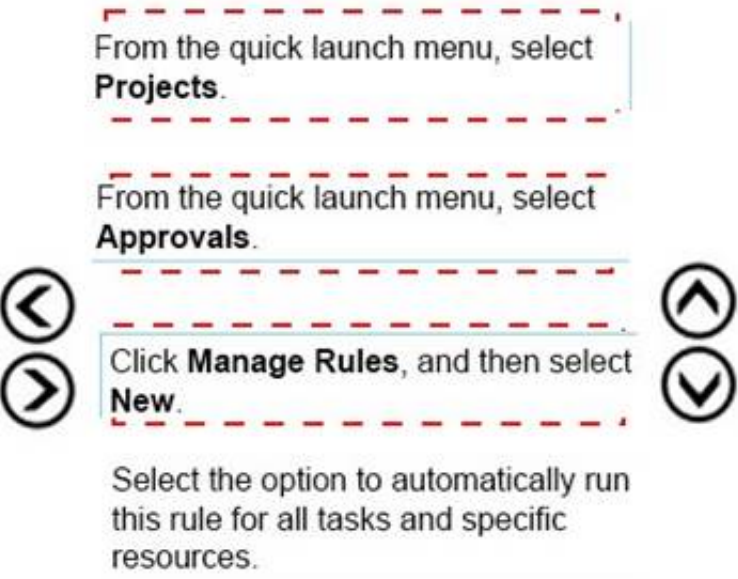 From the quick launch menu, select
Projects.
From the quick launch menu, select
Approvals.
Click Manage Rules, and then select
New.
Select the option to automatically run
this rule for all tasks and specific
resources.